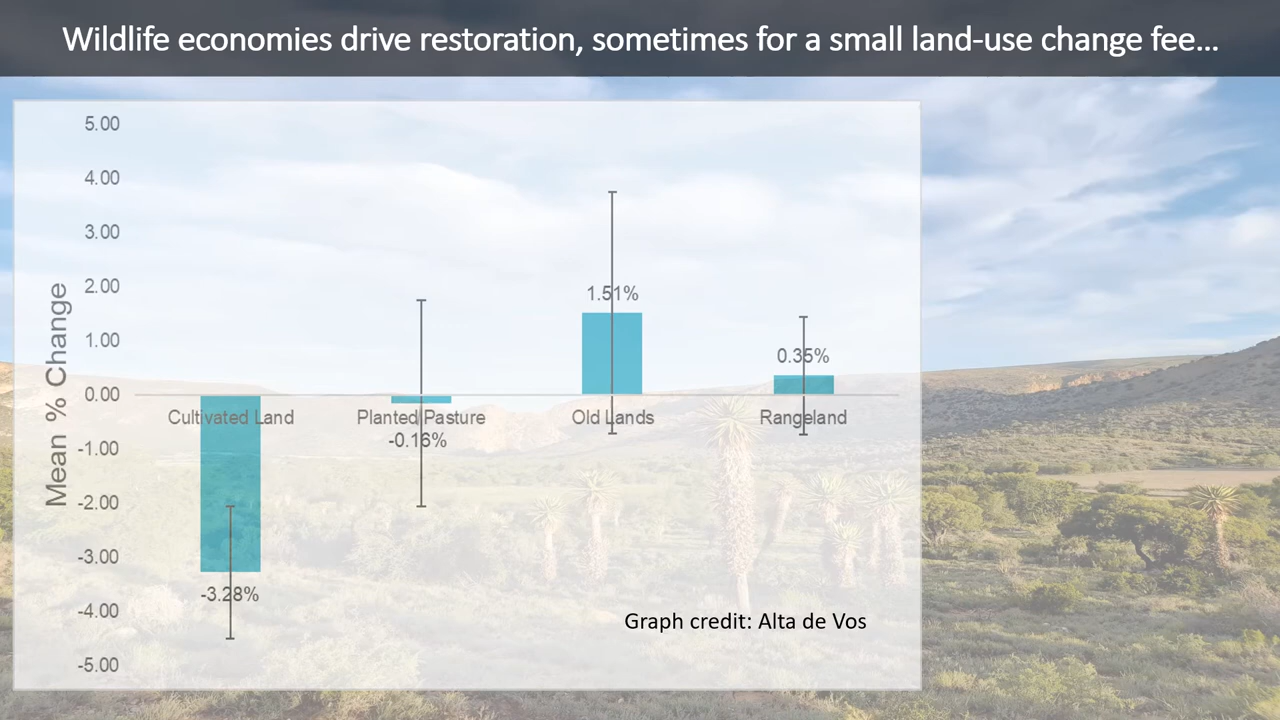 Wildlife economies drive restoration, sometimes for a small land-use change fee...
5.00
4.00
3.00
2.00
1.00
0.00
-1.00
-2.00
-3.00
-4.00
-5.00
Mean % Change
Cultivated Land
Planted Pasture
Old Lands
Rangeland
-3.28%
-0.16%
1.51%
0.35%
Graph credit: Alta de Vos